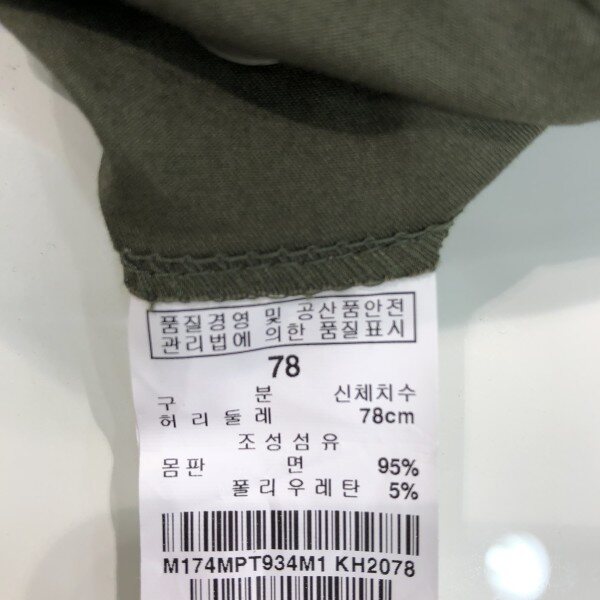 품질경영 및 공산품안전
관리법에 의한 품질표시
78
구 분 신체치수
허리둘레 78cm
조성섬유
몸판 면 95%
폴리우레탄 5%
M174MPT934M1 KH2078